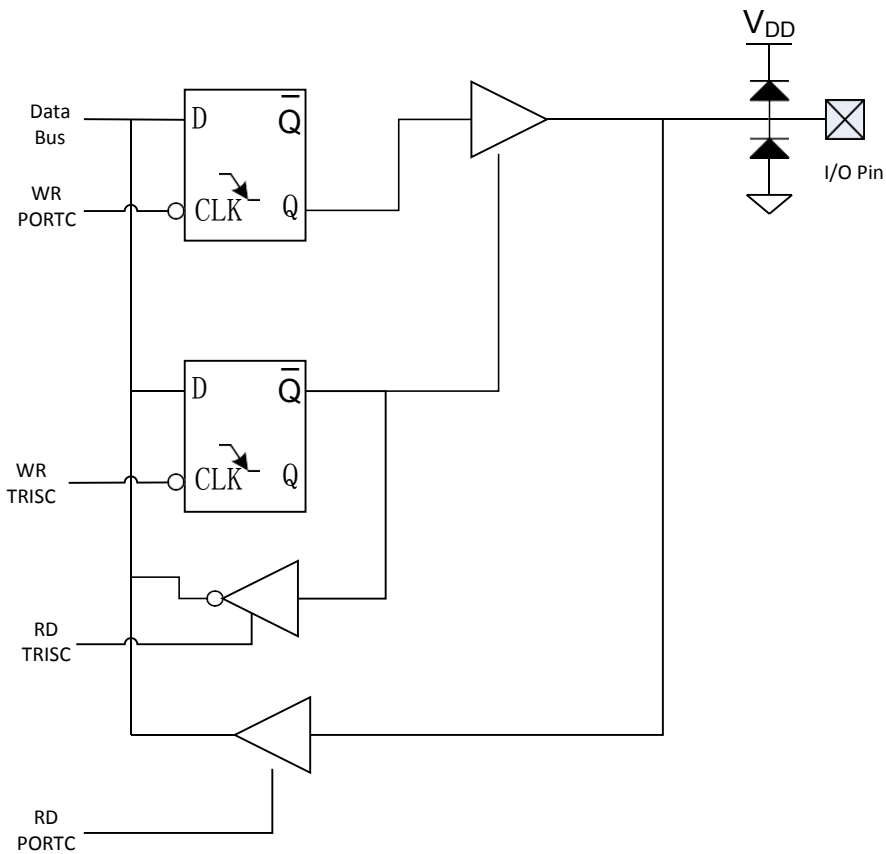 VDD
Data
Bus
D
Q̅
WR
PORTC
CLK
Q
I/O Pin
D
Q̅
WR
TRISC
CLK
Q
RD
TRISC
RD
PORTC